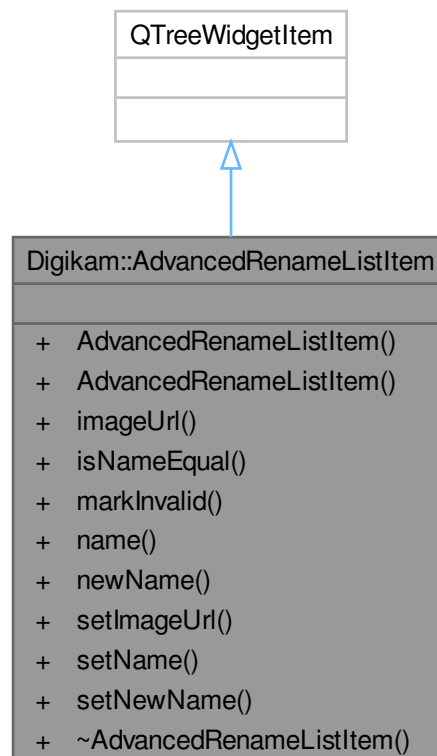 QTreeWidgetItem
Digikam::AdvancedRenameListItem
+ AdvancedRenameListItem()
+ AdvancedRenameListItem()
+ imageUrl()
+ isNameEqual()
+ markInvalid()
+ name()
+ newName()
+ setImageUrl()
+ setName()
+ setNewName()
+ ~AdvancedRenameListItem()